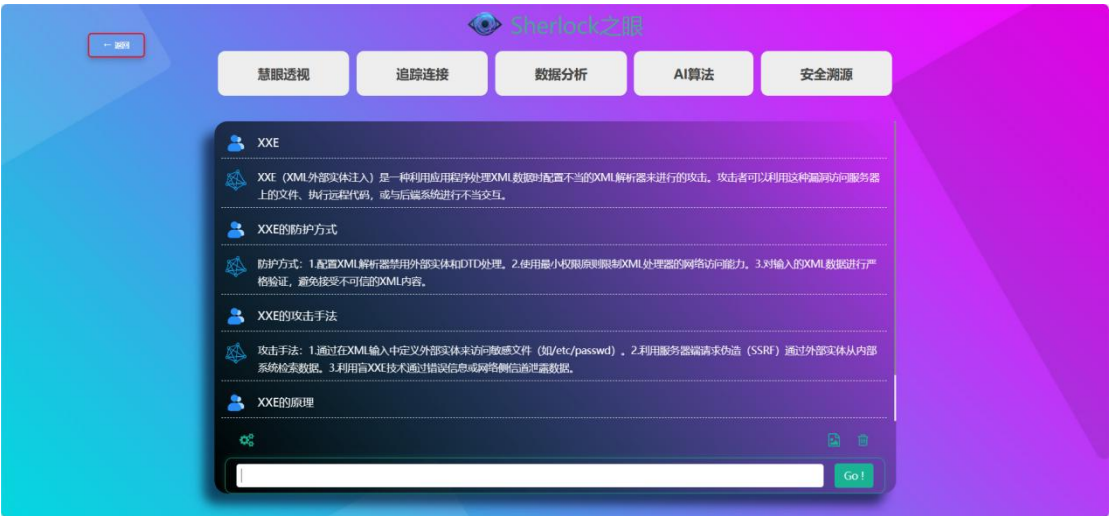 Sherlock之眼
← 返回
慧眼透视
追踪连接
数据分析
AI算法
安全溯源
XXE
XXE（XML外部实体注入）是一种利用应用程序处理XML数据时配置不当的XML解析器来进行的攻击。攻击者可以利用这种漏洞访问服务器
上的文件、执行远程代码，或与后端系统进行不当交互。
XXE的防护方式
防护方式：1.配置XML解析器禁用外部实体和DTD处理。2.使用最小权限原则限制XML处理器的网络访问能力。3.对输入的XML数据进行严
格验证，避免接受不可信的XML内容。
XXE的攻击手法
攻击手法：1.通过在XML输入中定义外部实体来访问敏感文件（如/etc/passwd）。2.利用服务器端请求伪造（SSRF）通过外部实体从内部
系统检索数据。3.利用盲XXE技术通过错误信息或网络侧信道泄露数据。
XXE的原理
Go !